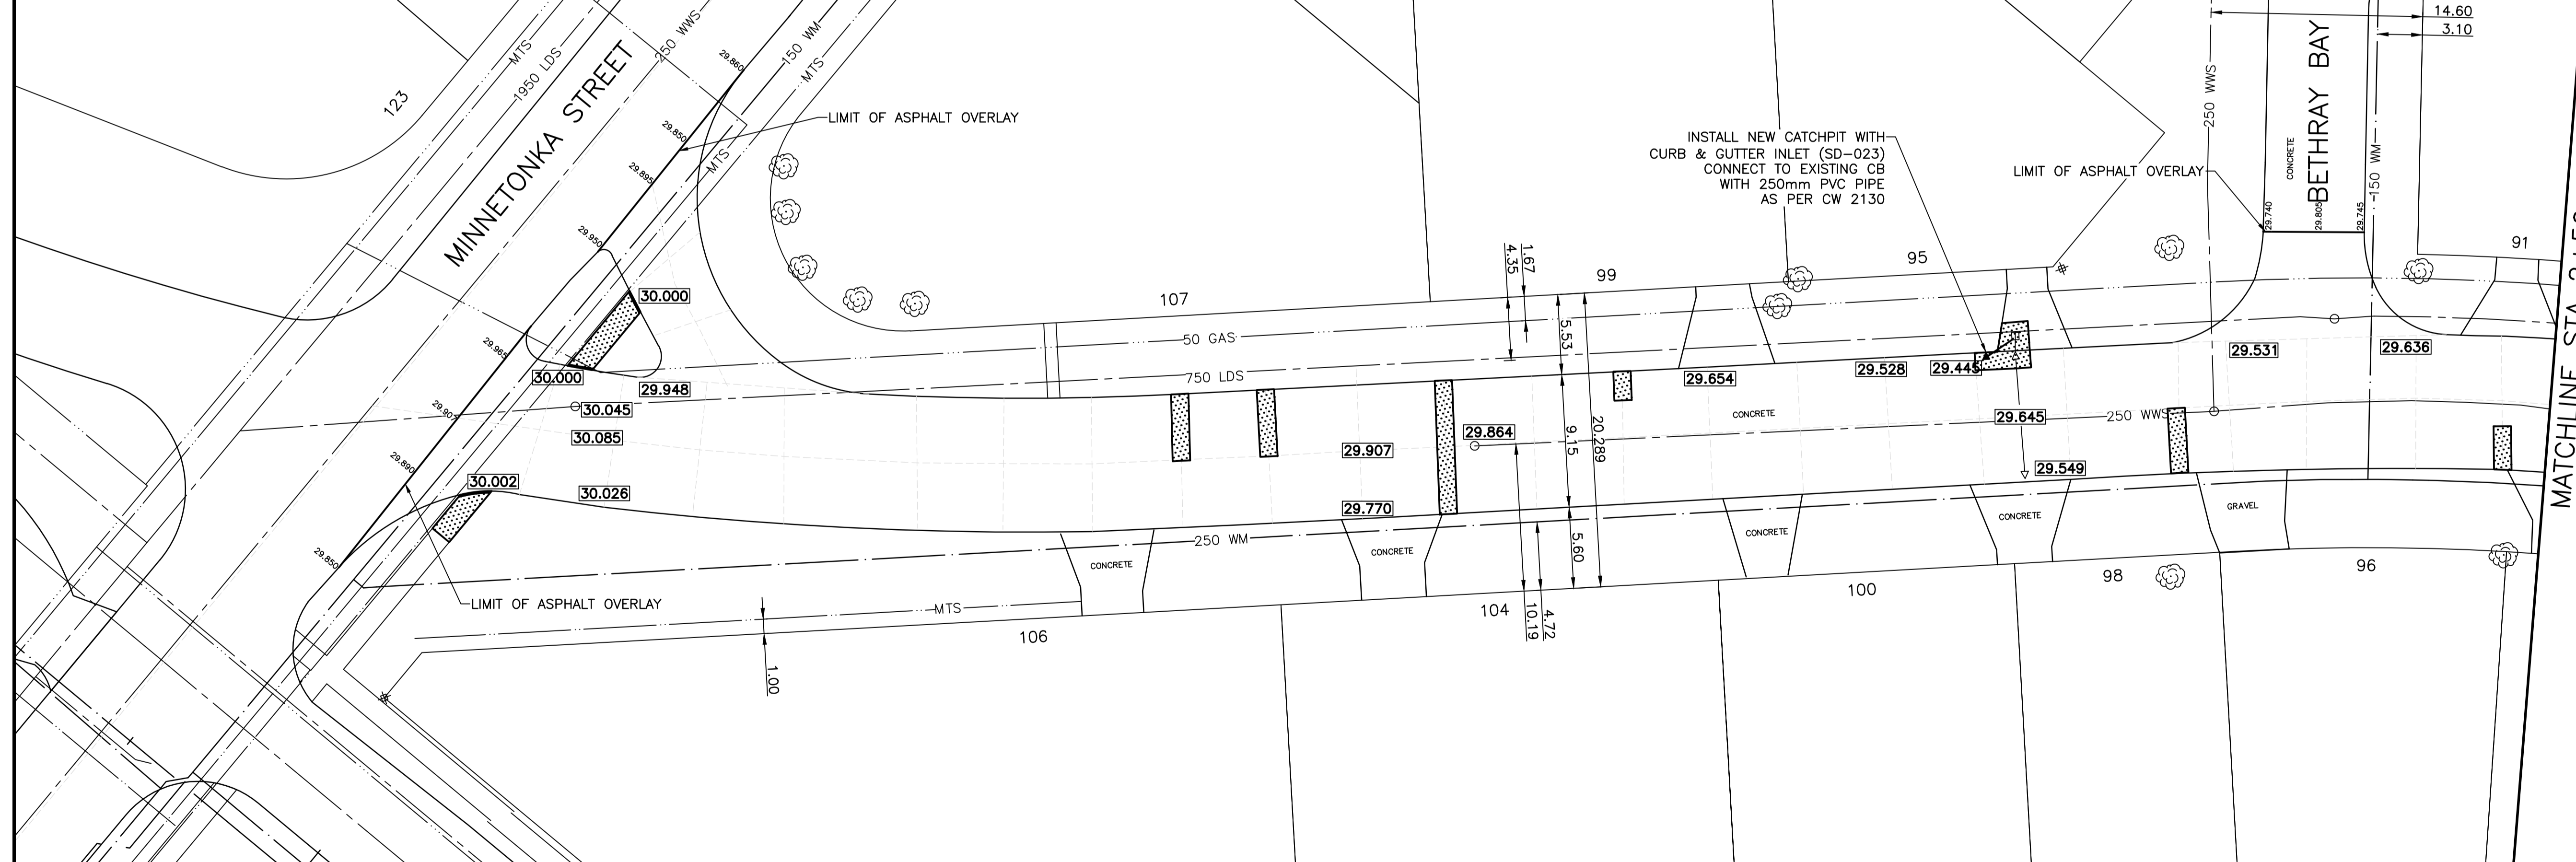 MTS
1950 LDS
250 WWS
29.860
150 WM
MTS
123
MINNETONKA STREET
29.850
29.895
MTS
29.950
LIMIT OF ASPHALT OVERLAY
INSTALL NEW CATCHPIT WITH
CURB & GUTTER INLET (SD-023)
CONNECT TO EXISTING CB
WITH 250mm PVC PIPE
AS PER CW 2130
LIMIT OF ASPHALT OVERLAY
250 WWS
CONCRETE
BETHRAY BAY
150 WM
14.60
3.10
29.740
29.805
29.745
91
95
99
107
1.67
4.35
30.000
30.000
29.965
29.948
50 GAS
750 LDS
5.53
20.289
9.15
5.60
29.654
29.528
29.445
29.531
29.636
30.045
30.085
29.907
29.890
30.002
30.026
29.907
29.864
29.770
CONCRETE
29.645
250 WWS
29.549
29.850
250 WM
CONCRETE
CONCRETE
CONCRETE
CONCRETE
GRAVEL
LIMIT OF ASPHALT OVERLAY
MTS
106
104
100
98
96
1.00
10.19
4.72
MATCHLINE STA